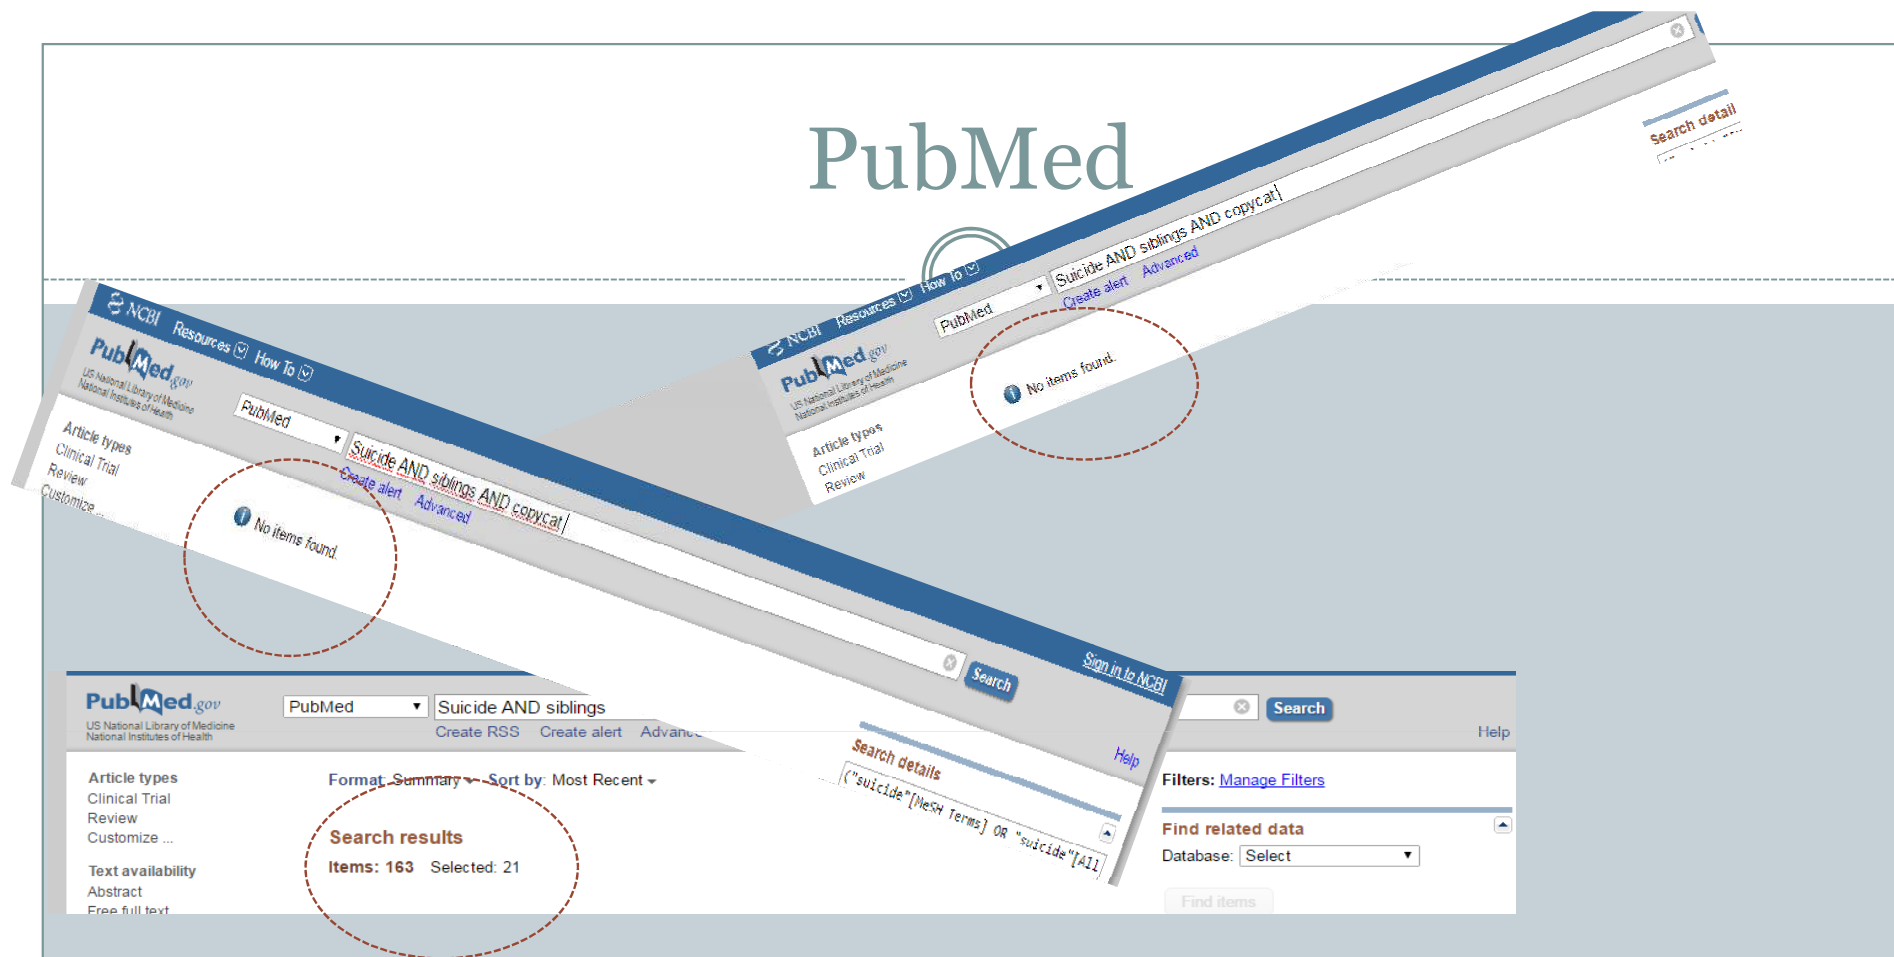 PubMed
NCBI Resources How To
PubMed.gov
US National Library of Medicine
National Institutes of Health
PubMed
Suicide AND siblings AND copycat
Create alert Advanced
Search detail
No items found.
Article types
Clinical Trial
Review
NCBI Resources How To
Sign in to NCBI
PubMed.gov
US National Library of Medicine
National Institutes of Health
PubMed
Suicide AND siblings AND copycat
Search
Create alert Advanced
Help
Article types
Clinical Trial
Review
Customize ...
No items found.
Search details
("suicide"[MeSH Terms] OR "suicide"[All
PubMed.gov
US National Library of Medicine
National Institutes of Health
PubMed
Suicide AND siblings
Search
Create RSS Create alert
Help
Article types
Clinical Trial
Review
Customize ...
Text availability
Abstract
Free full text
Format: Summary Sort by: Most Recent
Search results
Items: 163 Selected: 21
Filters: Manage Filters
Find related data
Database: Select
Find items